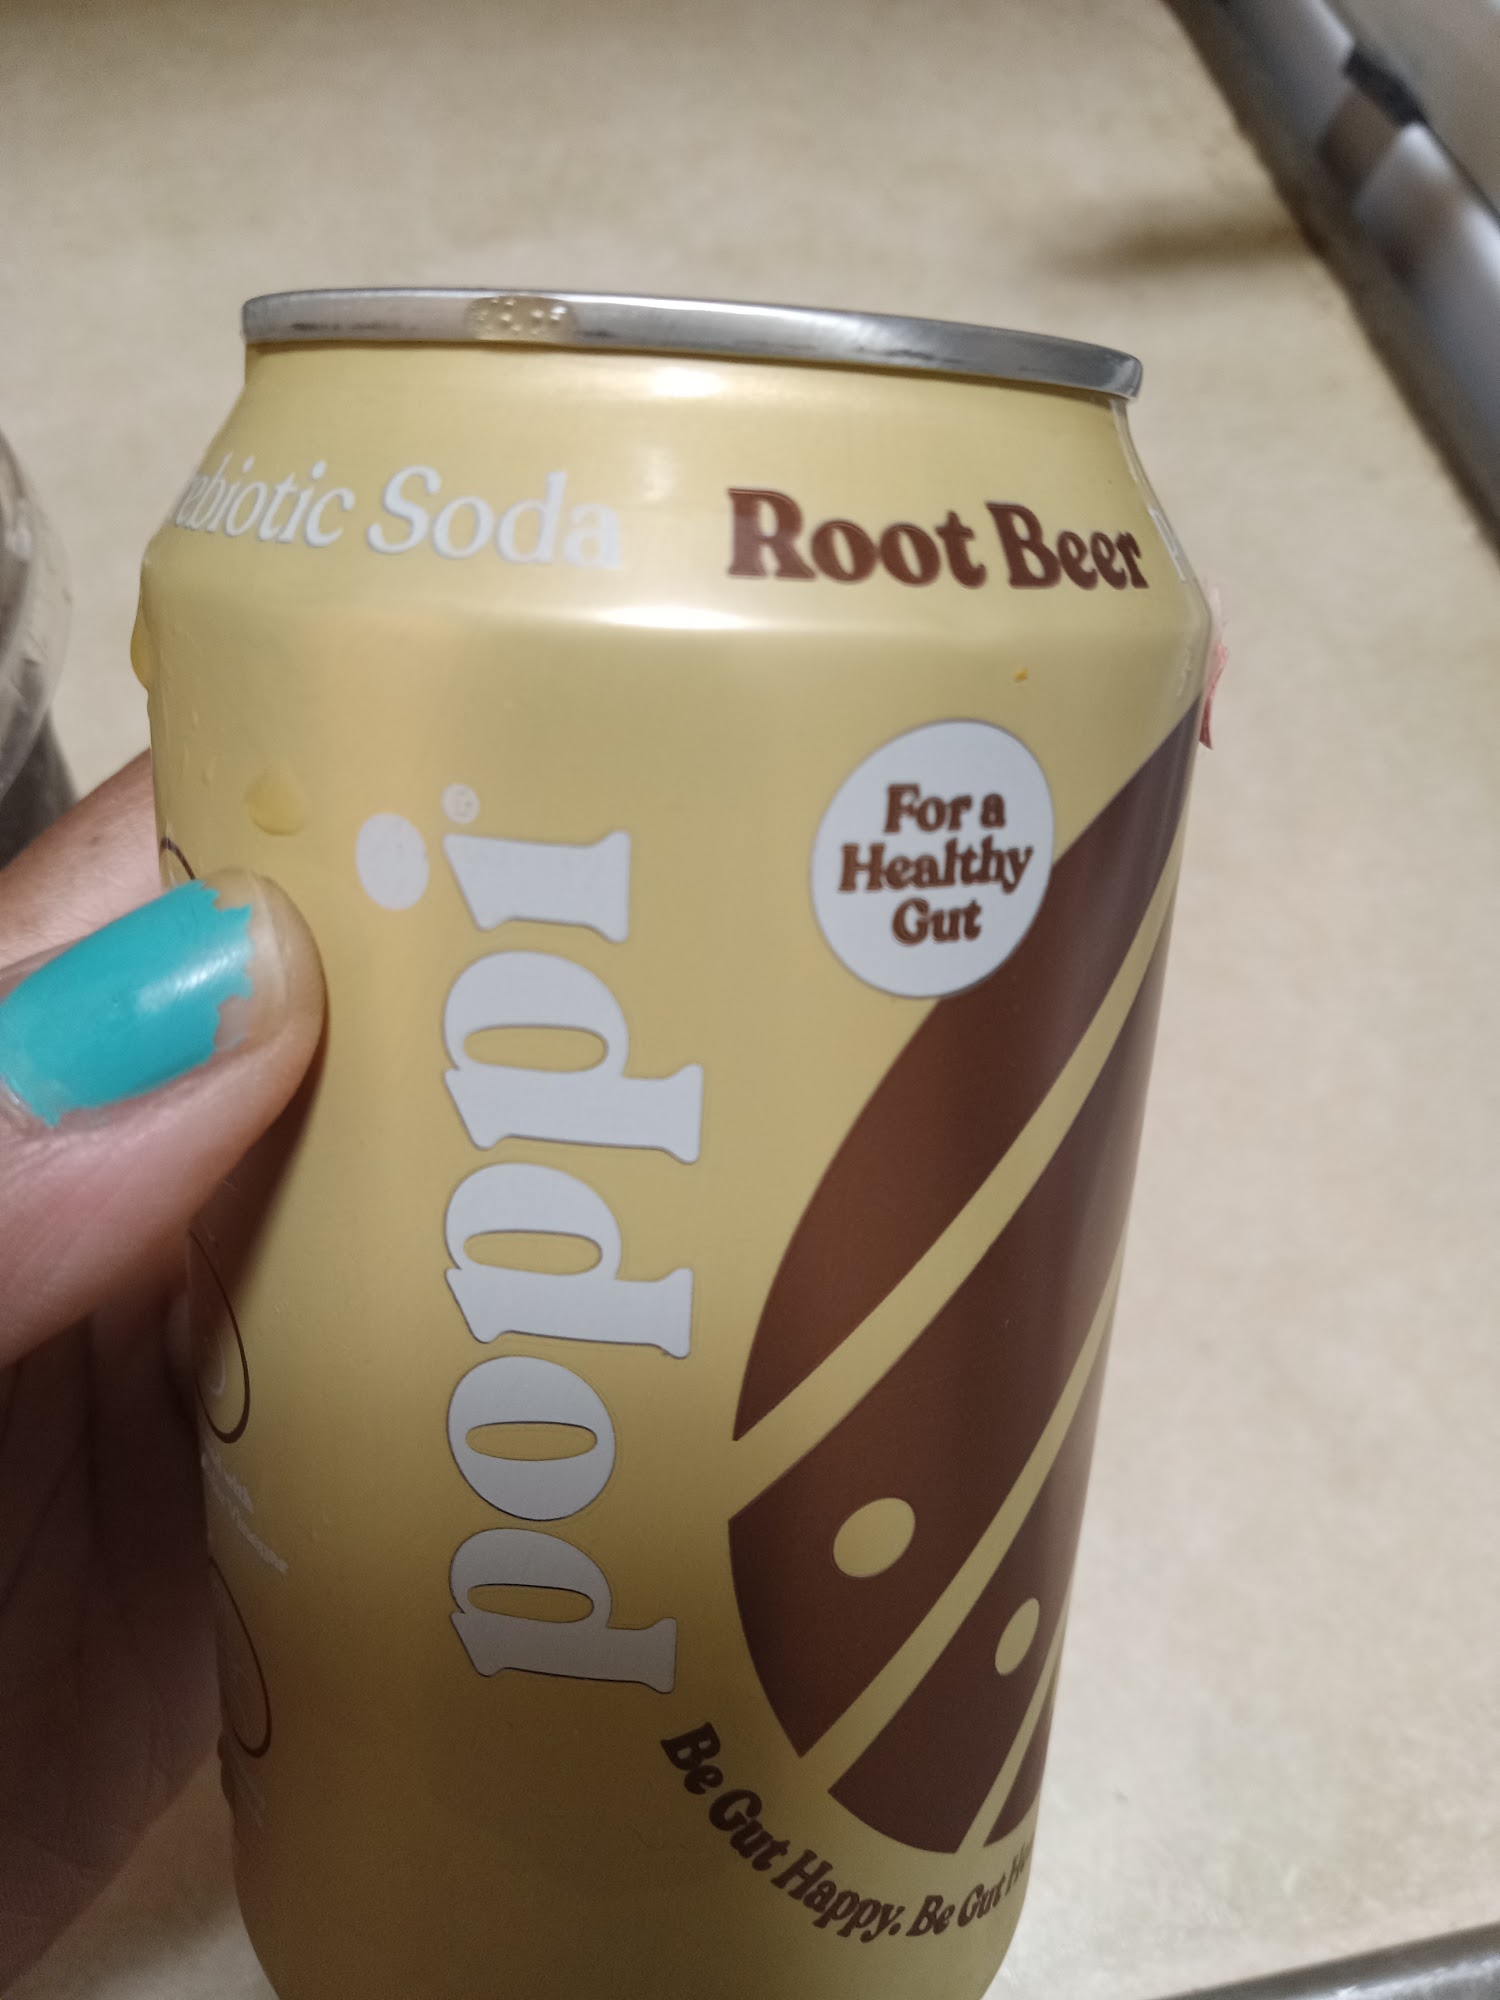 Soda
Root Beer
For a
Healthy
Gut
poppi
Be Gut Happy. Be Gut